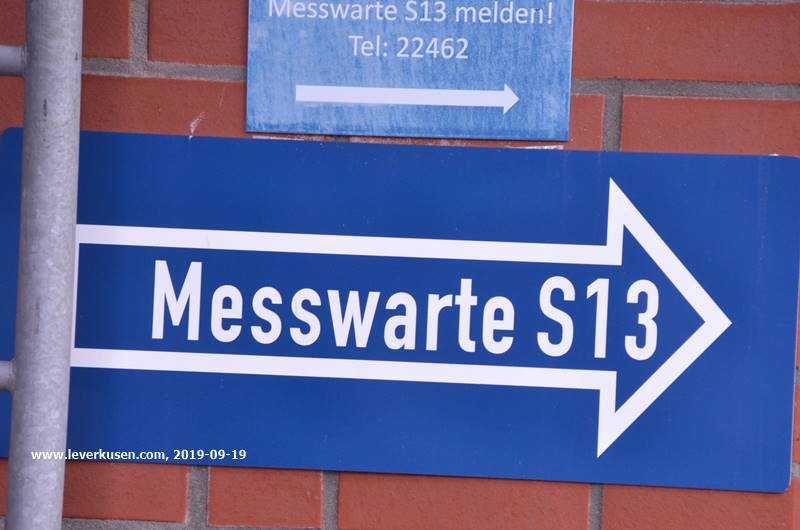 Messwarte S13 melden!
Tel: 22462
Messwarte S13
www.leverkusen.com, 2019-09-19